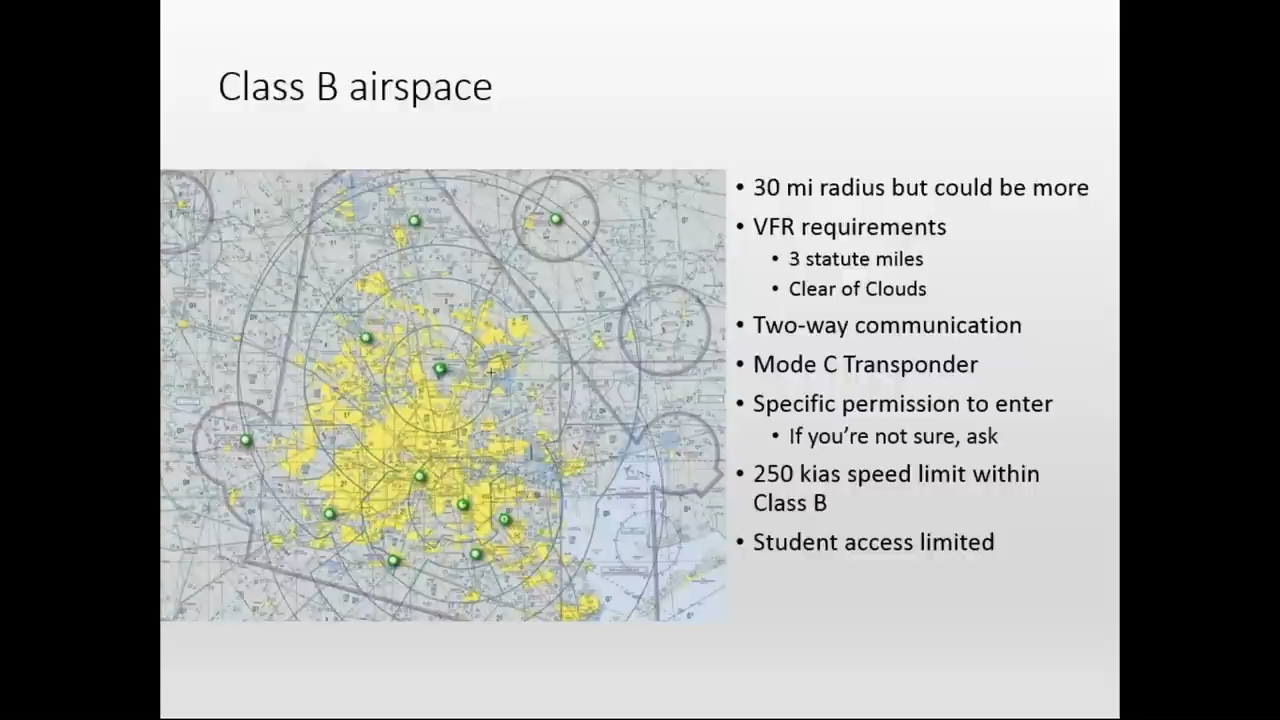 Class B airspace
• 30 mi radius but could be more
• VFR requirements
• 3 statute miles
• Clear of Clouds
• Two-way communication
• Mode C Transponder
• Specific permission to enter
• If you’re not sure, ask
• 250 kias speed limit within
Class B
• Student access limited